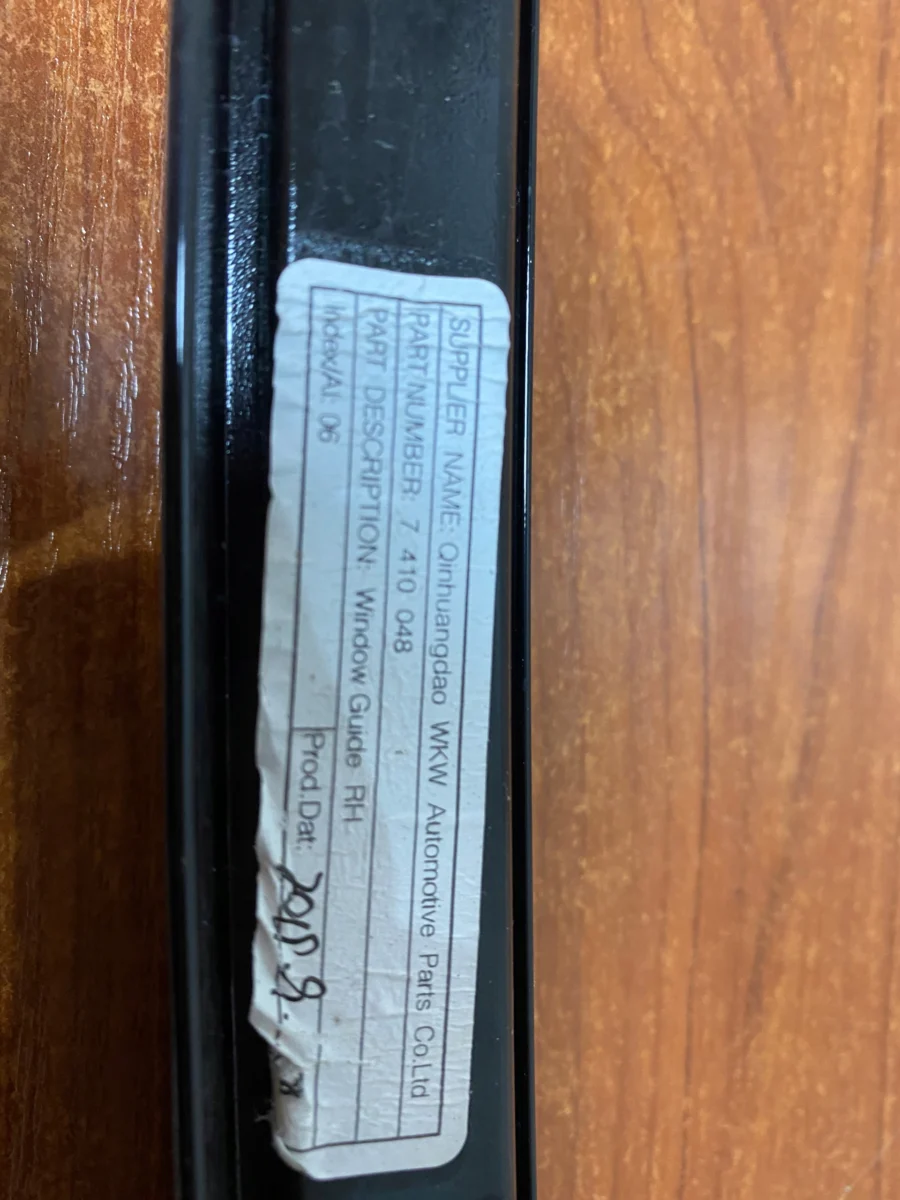 SUPPLIER NAME: Qinhuangdao WKW Automotive Parts Co.Ltd
PART NUMBER: 7 410 048
PART DESCRIPTION: Window Guide RH
Index/AI: 06 Prod.Dat: